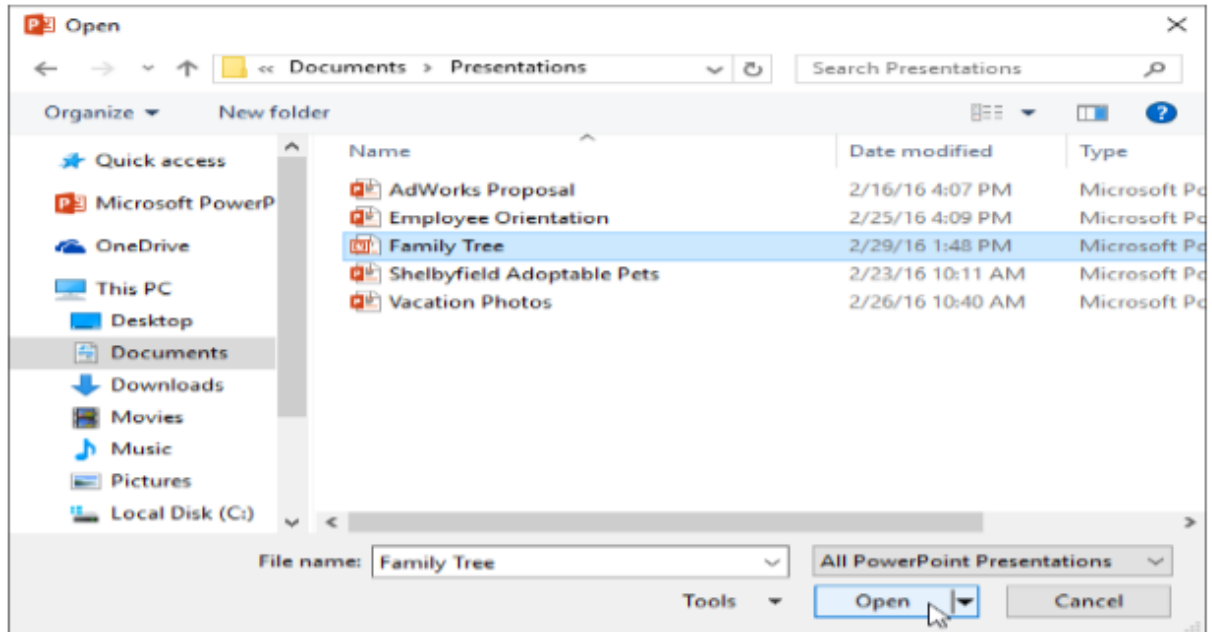 Open
« Documents > Presentations
Search Presentations
Organize
New folder
Name
Date modified
Type
Quick access
Microsoft PowerP
OneDrive
This PC
Desktop
Documents
Downloads
Movies
Music
Pictures
Local Disk (C:)
AdWorks Proposal 2/16/16 4:07 PM Microsoft Po
Employee Orientation 2/25/16 4:09 PM Microsoft Po
Family Tree 2/29/16 1:48 PM Microsoft Po
Shelbyfield Adoptable Pets 2/23/16 10:11 AM Microsoft Po
Vacation Photos 2/26/16 10:40 AM Microsoft Po
File name: Family Tree
All PowerPoint Presentations
Tools
Open
Cancel